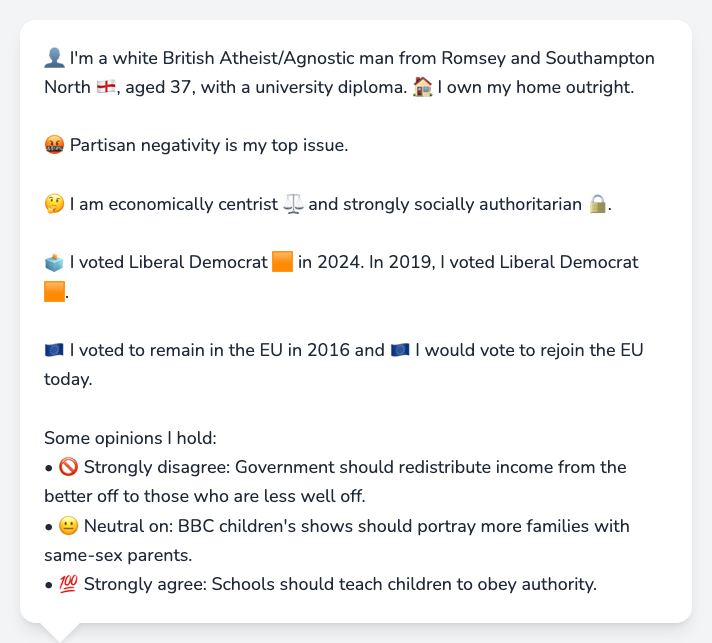 👤 I'm a white British Atheist/Agnostic man from Romsey and Southampton
North 🏴󠁧󠁢󠁥󠁮󠁧󠁿, aged 37, with a university diploma. 🏠 I own my home outright.
🤬 Partisan negativity is my top issue.
🤔 I am economically centrist ⚖️ and strongly socially authoritarian 🔒.
🗳️ I voted Liberal Democrat 🟧 in 2024. In 2019, I voted Liberal Democrat
🟧.
🇪🇺 I voted to remain in the EU in 2016 and 🇪🇺 I would vote to rejoin the EU
today.
Some opinions I hold:
• 🚫 Strongly disagree: Government should redistribute income from the
better off to those who are less well off.
• 😐 Neutral on: BBC children's shows should portray more families with
same-sex parents.
• 💯 Strongly agree: Schools should teach children to obey authority.